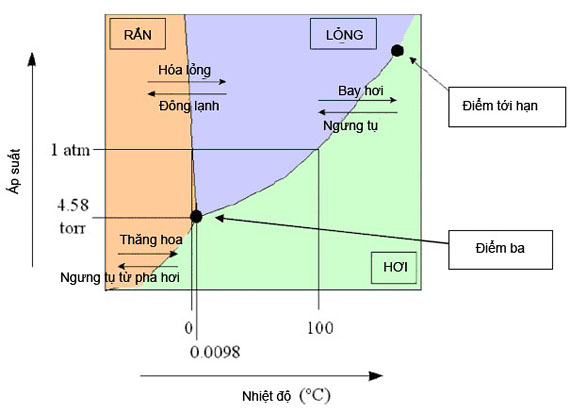 RẮN
LỎNG
Hóa lỏng
Đông lạnh
Bay hơi
Ngưng tụ
Điểm tới hạn
Áp suất
1 atm
4.58
torr
Thăng hoa
Ngưng tụ từ pha hơi
Điểm ba
HƠI
0
100
0.0098
Nhiệt độ (°C)